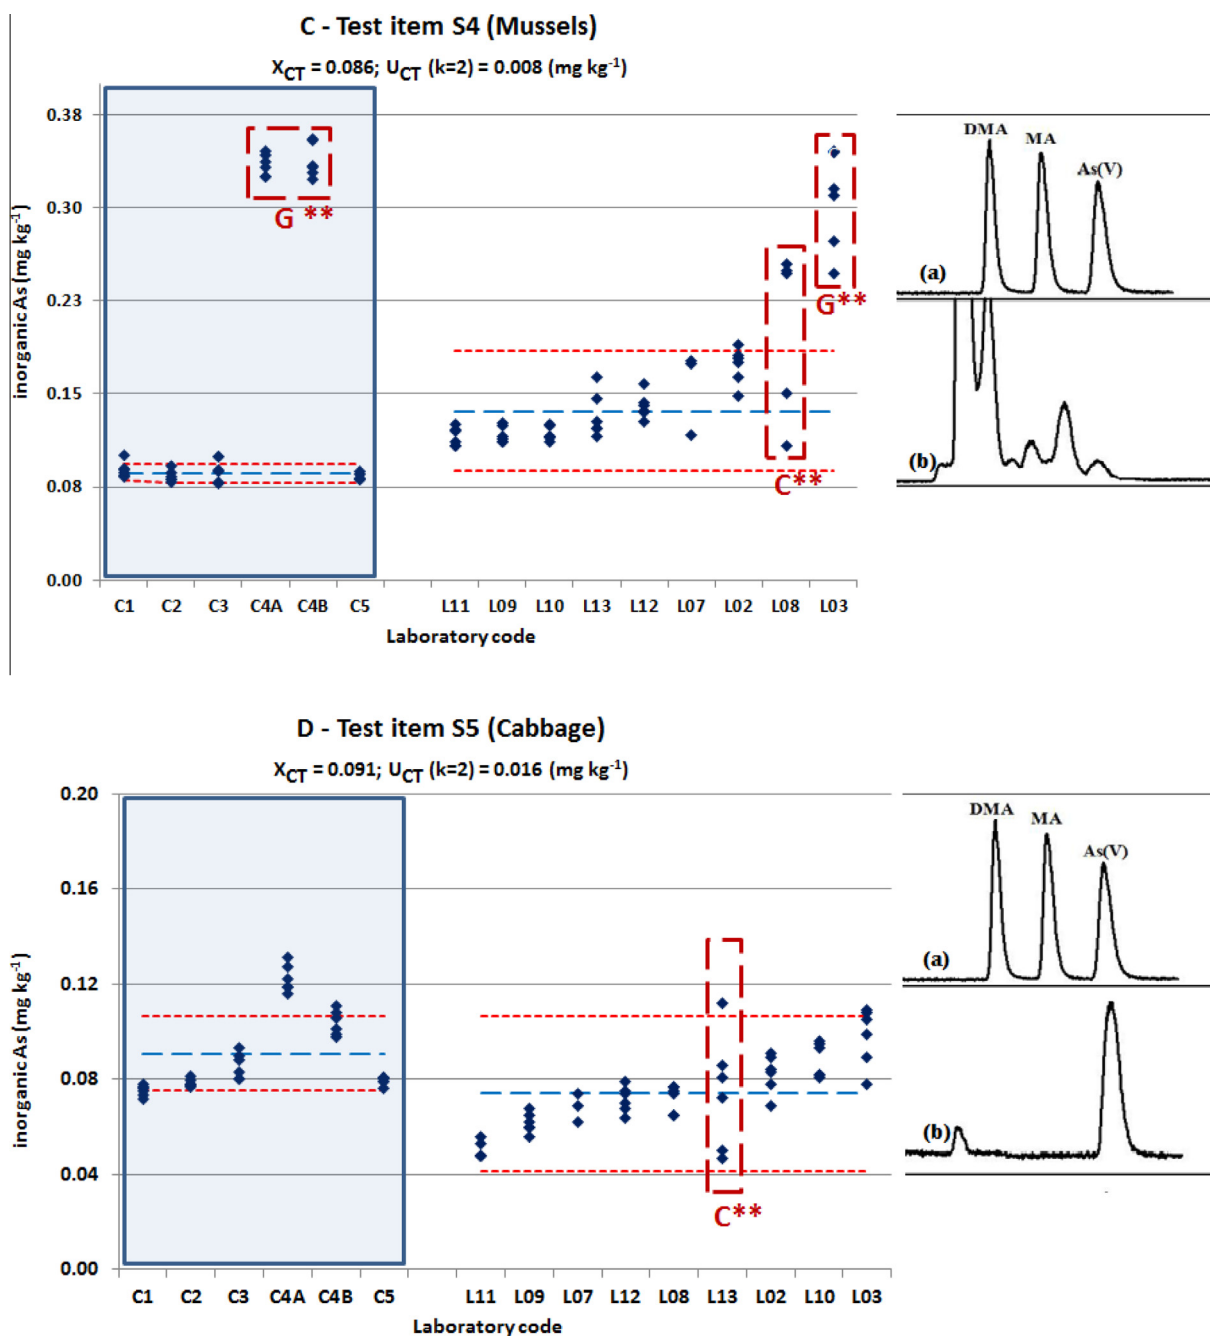 C - Test item S4 (Mussels)
XCT = 0.086; UCT (k=2) = 0.008 (mg kg-1)
inorganic As (mg kg-1)
0.38
0.30
0.23
0.15
0.08
0.00
G **
C**
G**
C1 C2 C3 C4A C4B C5 L11 L09 L10 L13 L12 L07 L02 L08 L03
Laboratory code
DMA MA As(V)
(a)
(b)
D - Test item S5 (Cabbage)
XCT = 0.091; UCT (k=2) = 0.016 (mg kg-1)
inorganic As (mg kg-1)
0.20
0.16
0.12
0.08
0.04
0.00
C**
C1 C2 C3 C4A C4B C5 L11 L09 L07 L12 L08 L13 L02 L10 L03
Laboratory code
DMA MA As(V)
(a)
(b)